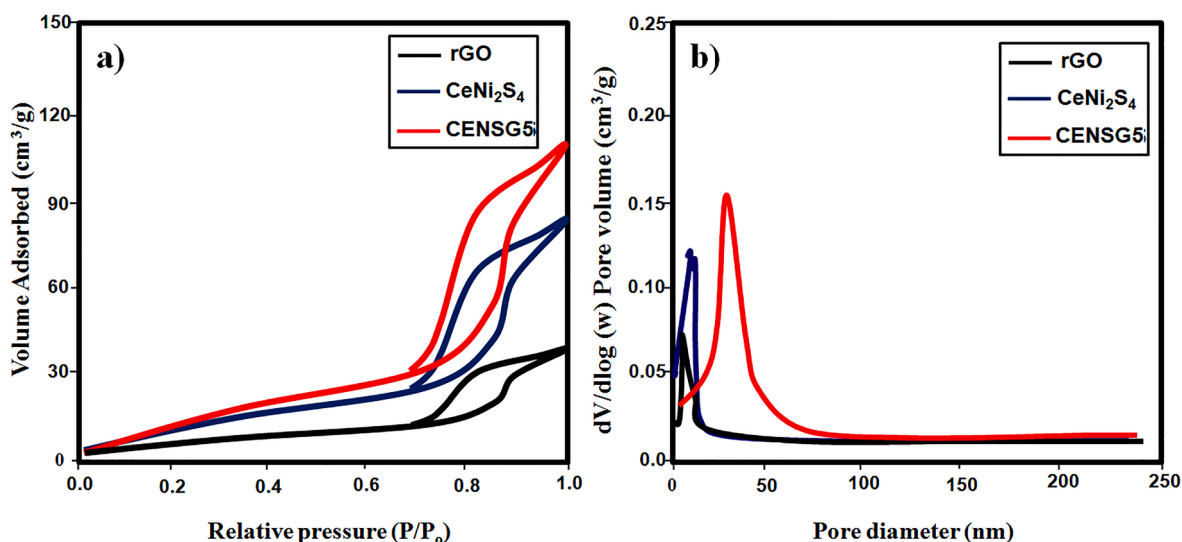 a)
rGO
CeNi₂S₄
CENSG5
Volume Adsorbed (cm³/g)
150
120
90
60
30
0
0.0 0.2 0.4 0.6 0.8 1.0
Relative pressure (P/Pₒ)
b)
rGO
CeNi₂S₄
CENSG5
dV/dlog (w) Pore volume (cm³/g)
0.25
0.20
0.15
0.10
0.05
0.0
0 50 100 150 200 250
Pore diameter (nm)